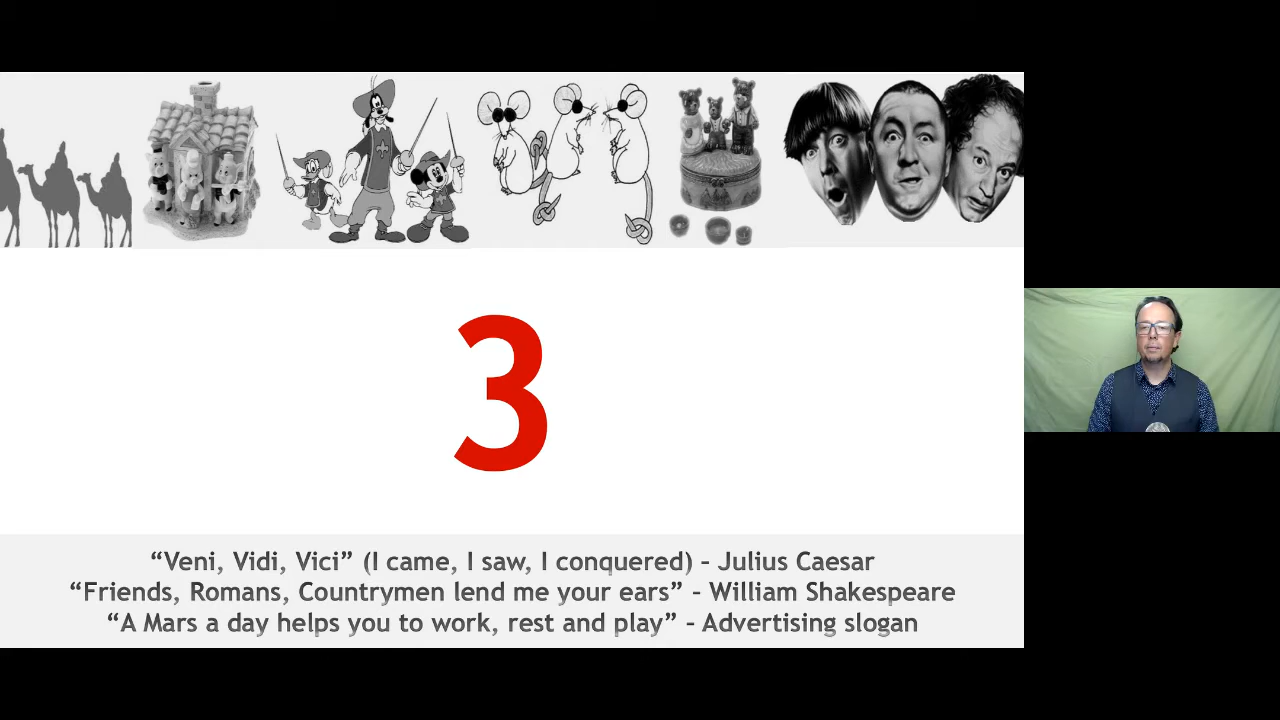 3
“Veni, Vidi, Vici” (I came, I saw, I conquered) – Julius Caesar
“Friends, Romans, Countrymen lend me your ears” – William Shakespeare
“A Mars a day helps you to work, rest and play” – Advertising slogan